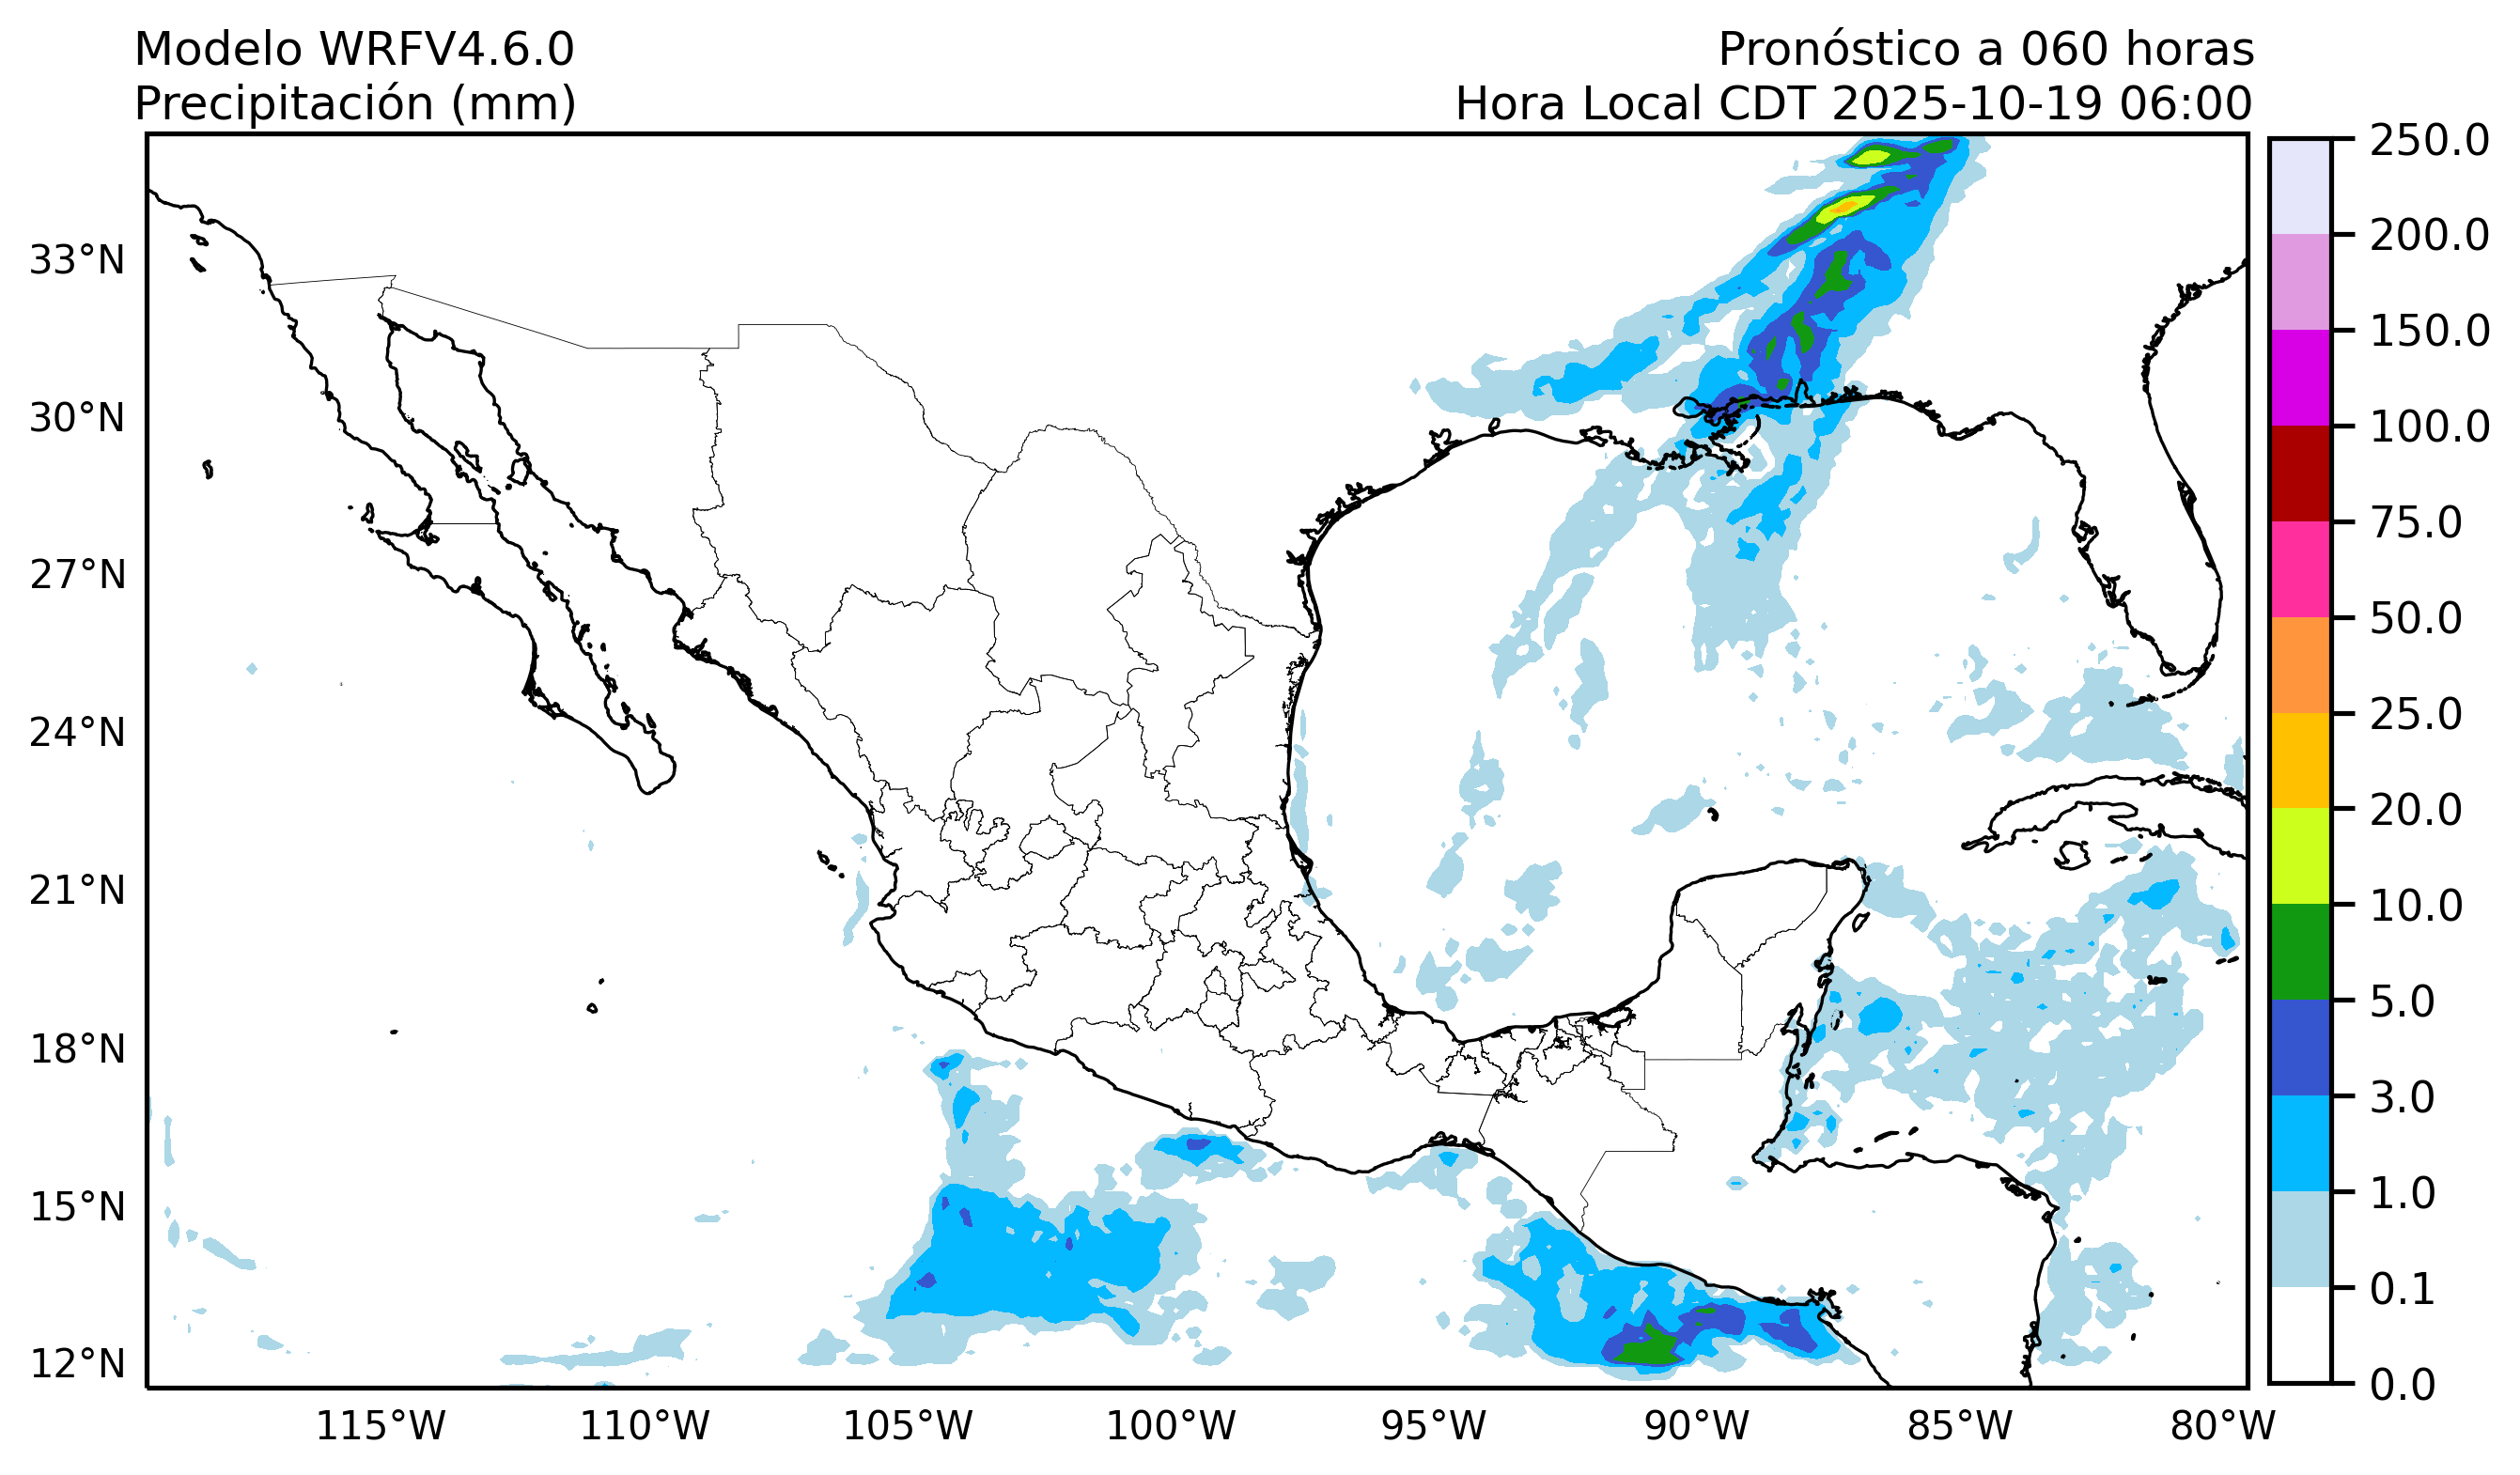 Modelo WRFV4.6.0
Precipitación (mm)
Pronóstico a 060 horas
Hora Local CDT 2025-10-19 06:00
33°N
30°N
27°N
24°N
21°N
18°N
15°N
12°N
115°W
110°W
105°W
100°W
95°W
90°W
85°W
80°W
250.0
200.0
150.0
100.0
75.0
50.0
25.0
20.0
10.0
5.0
3.0
1.0
0.1
0.0